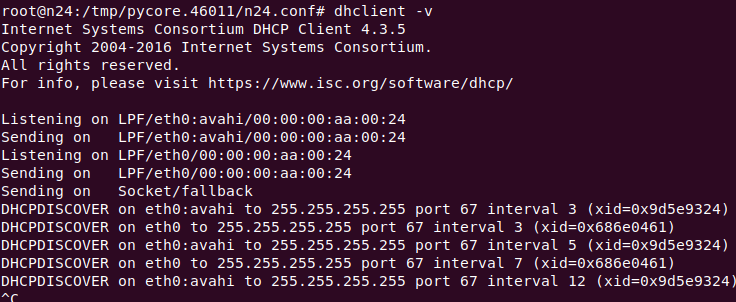 root@n24:/tmp/pycore.46011/n24.conf# dhclient -v
Internet Systems Consortium DHCP Client 4.3.5
Copyright 2004-2016 Internet Systems Consortium.
All rights reserved.
For info, please visit https://www.isc.org/software/dhcp/

Listening on LPF/eth0:avahi/00:00:00:aa:00:24
Sending on   LPF/eth0:avahi/00:00:00:aa:00:24
Listening on LPF/eth0/00:00:00:aa:00:24
Sending on   LPF/eth0/00:00:00:aa:00:24
Sending on   Socket/fallback
DHCPDISCOVER on eth0:avahi to 255.255.255.255 port 67 interval 3 (xid=0x9d5e9324)
DHCPDISCOVER on eth0 to 255.255.255.255 port 67 interval 3 (xid=0x686e0461)
DHCPDISCOVER on eth0:avahi to 255.255.255.255 port 67 interval 5 (xid=0x9d5e9324)
DHCPDISCOVER on eth0 to 255.255.255.255 port 67 interval 7 (xid=0x686e0461)
DHCPDISCOVER on eth0:avahi to 255.255.255.255 port 67 interval 12 (xid=0x9d5e9324)
^C